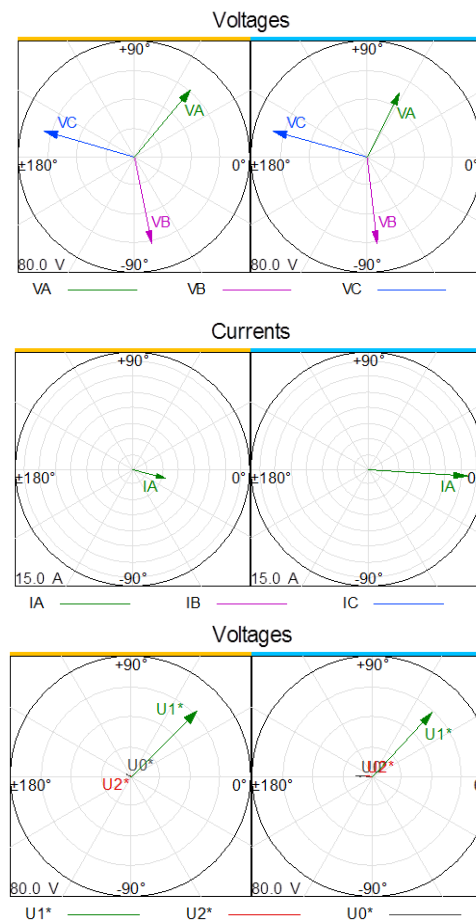 Voltages
+90° +90°
VA VA
VC VC
±180° 0° ±180° 0°
VB VB
80.0 V -90° 80.0 V -90°
VA VB VC
Currents
+90° +90°
±180° IA 0° ±180° IA 0°
15.0 A -90° 15.0 A -90°
IA IB IC
Voltages
+90° +90°
U1* U1*
U0* U2*
±180° U2* 0° ±180° 0°
80.0 V -90° 80.0 V -90°
U1* U2* U0*